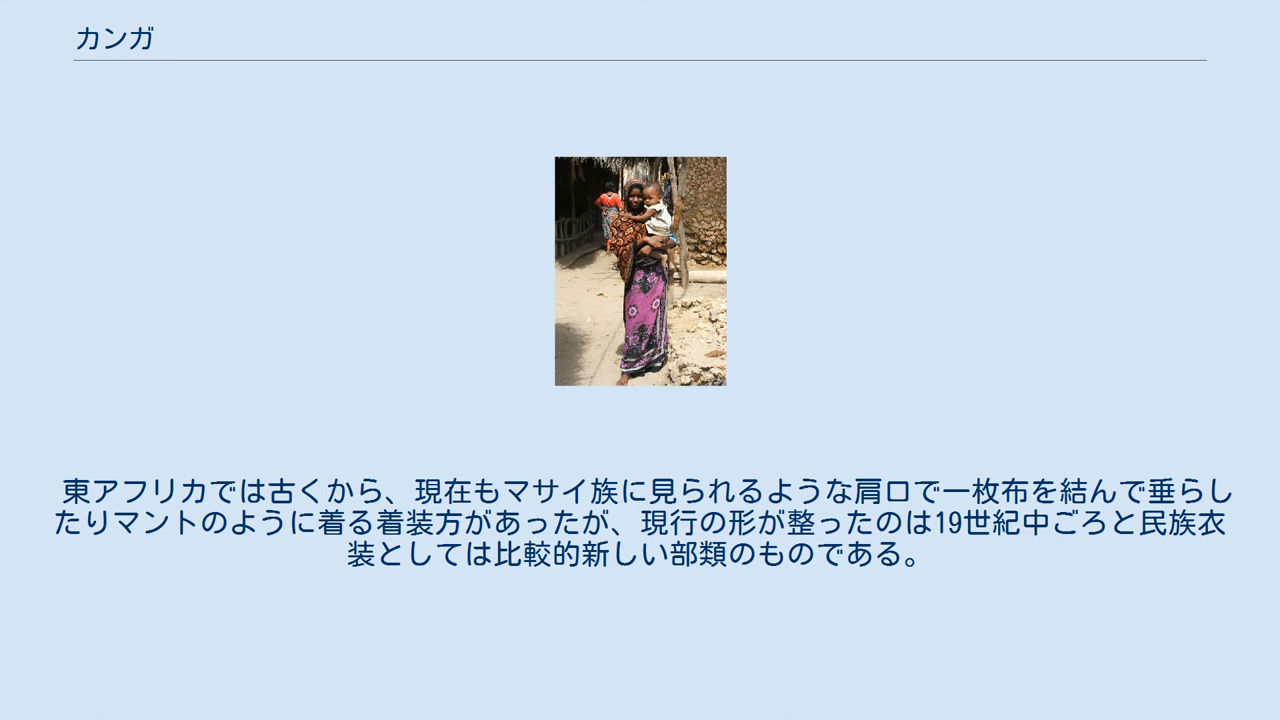 カンガ
東アフリカでは古くから、現在もマサイ族に見られるような肩口で一枚布を結んで垂らし
たりマントのように着る着装方があったが、現行の形が整ったのは19世紀中ごろと民族衣
装としては比較的新しい部類のものである。